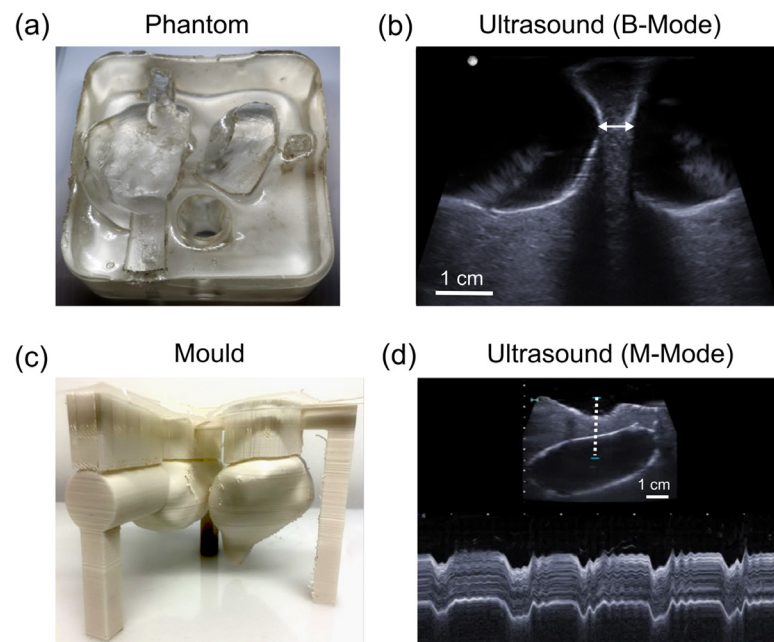 (a)
Phantom
(b)
Ultrasound (B-Mode)
1 cm
(c)
Mould
(d)
Ultrasound (M-Mode)
1 cm